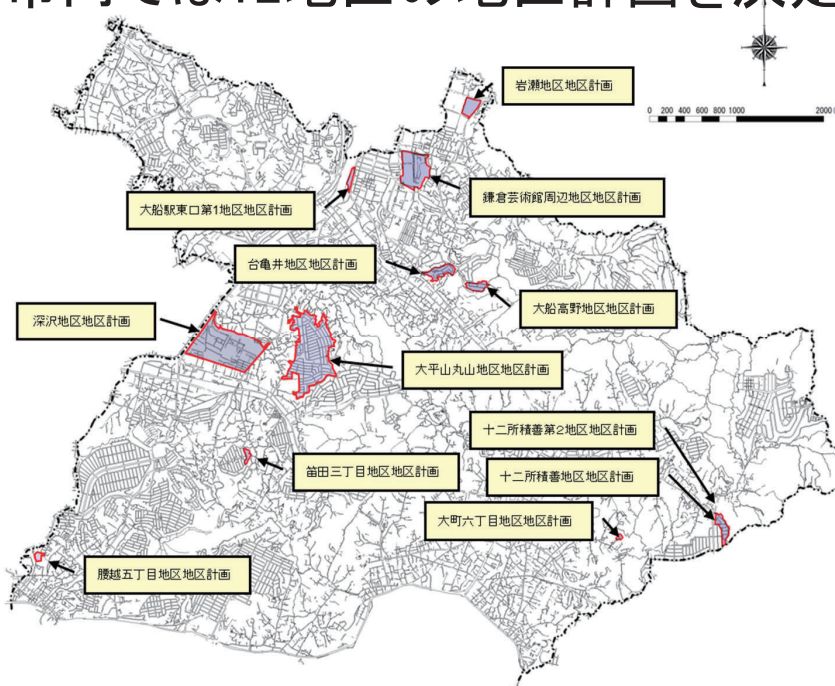 市内では12地区の地区計画を決定
岩瀬地区地区計画
0 200 400 600 800 1000 2000
鎌倉芸術館周辺地区地区計画
大船駅東口第1地区地区計画
台亀井地区地区計画
大船高野地区地区計画
深沢地区地区計画
大平山丸山地区地区計画
十二所積善第2地区地区計画
笛田三丁目地区地区計画
十二所積善地区地区計画
大町六丁目地区地区計画
腰越五丁目地区地区計画